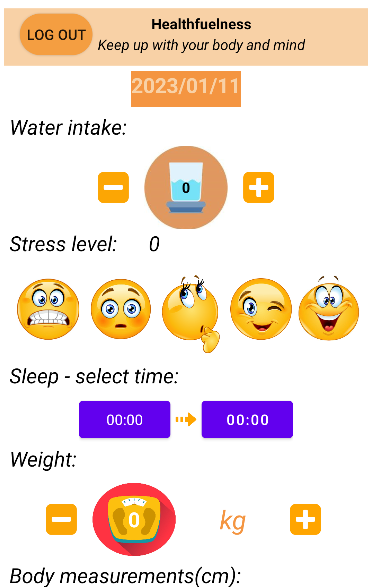 LOG OUT
Healthfuelness
Keep up with your body and mind
2023/01/11
Water intake:
0
Stress level: 0
Sleep - select time:
00:00 00:00
Weight:
0 kg
Body measurements(cm):